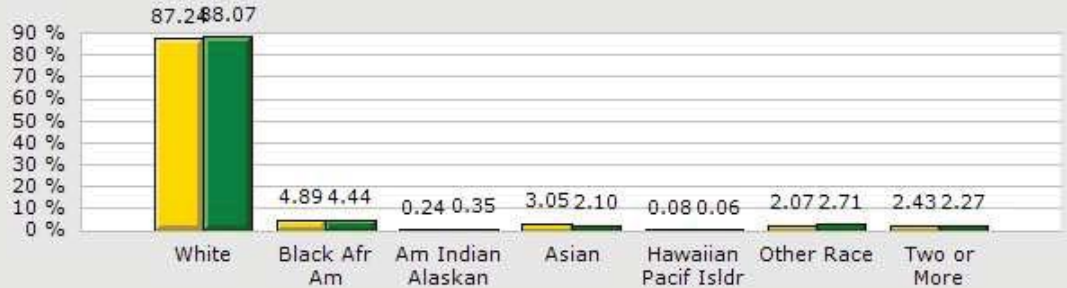 87.24 88.07
90 %
80 %
70 %
60 %
50 %
40 %
30 %
20 %
10 %
0 %
4.89 4.44
0.24 0.35
3.05 2.10
0.08 0.06
2.07 2.71
2.43 2.27
White
Black Afr
Am
Am Indian
Alaskan
Asian
Hawaiian
Pacif Isldr
Other Race
Two or
More